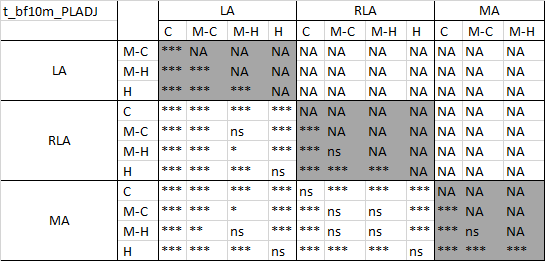 t_bf10m_PLADJ LA RLA MA
C M-C M-H H C M-C M-H H C M-C M-H
LA M-C *** NA NA NA NA NA NA NA NA NA NA
M-H *** *** NA NA NA NA NA NA NA NA NA
H *** *** *** NA NA NA NA NA NA NA NA
RLA C *** *** *** *** NA NA NA NA NA NA NA
M-C *** *** ns *** *** NA NA NA NA NA NA
M-H *** *** * *** *** ns NA NA NA NA NA
H *** *** *** ns *** *** *** NA NA NA NA
MA C *** *** *** *** ns *** *** *** NA NA NA
M-C *** *** * *** *** ns ns *** *** NA NA
M-H *** ** ns *** *** ns ns *** *** ns NA
H *** *** *** ns *** *** *** ns *** *** ***